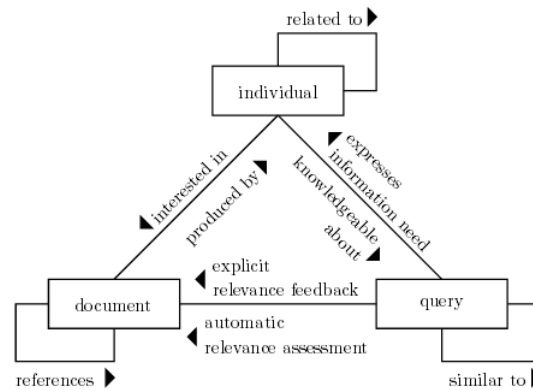 related to
individual
interested in
produced by
expresses
information need
knowledgeable
about
explicit
relevance feedback
document
query
automatic
relevance assessment
references
similar to